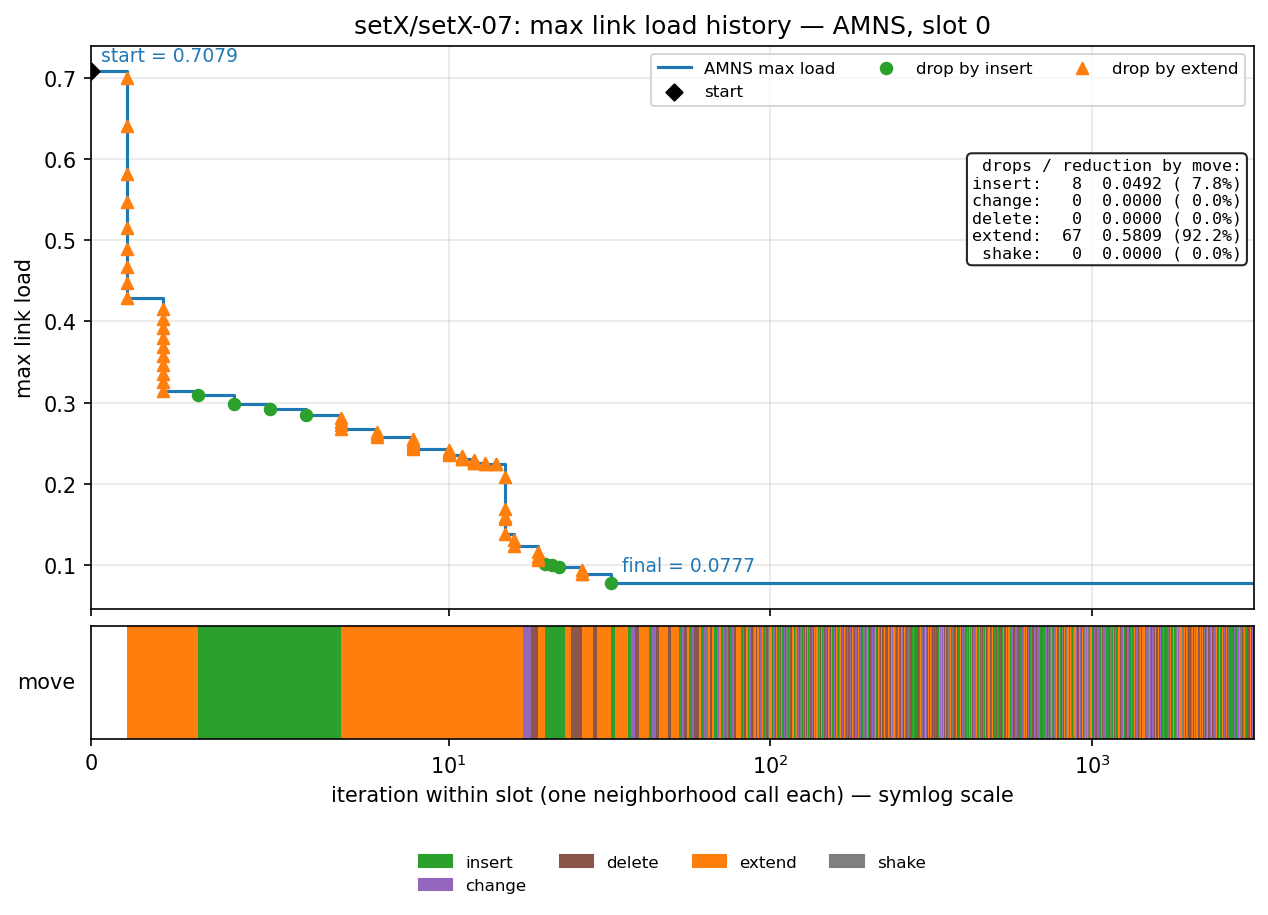 setX/setX-07: max link load history — AMNS, slot 0
start = 0.7079
AMNS max load
drop by insert
drop by extend
start
drops / reduction by move:
insert:   8  0.0492 ( 7.8%)
change:   0  0.0000 ( 0.0%)
delete:   0  0.0000 ( 0.0%)
extend:  67  0.5809 (92.2%)
shake:   0  0.0000 ( 0.0%)
0.7
0.6
0.5
0.4
0.3
0.2
0.1
max link load
final = 0.0777
move
0
10¹
10²
10³
iteration within slot (one neighborhood call each) — symlog scale
insert
delete
extend
shake
change